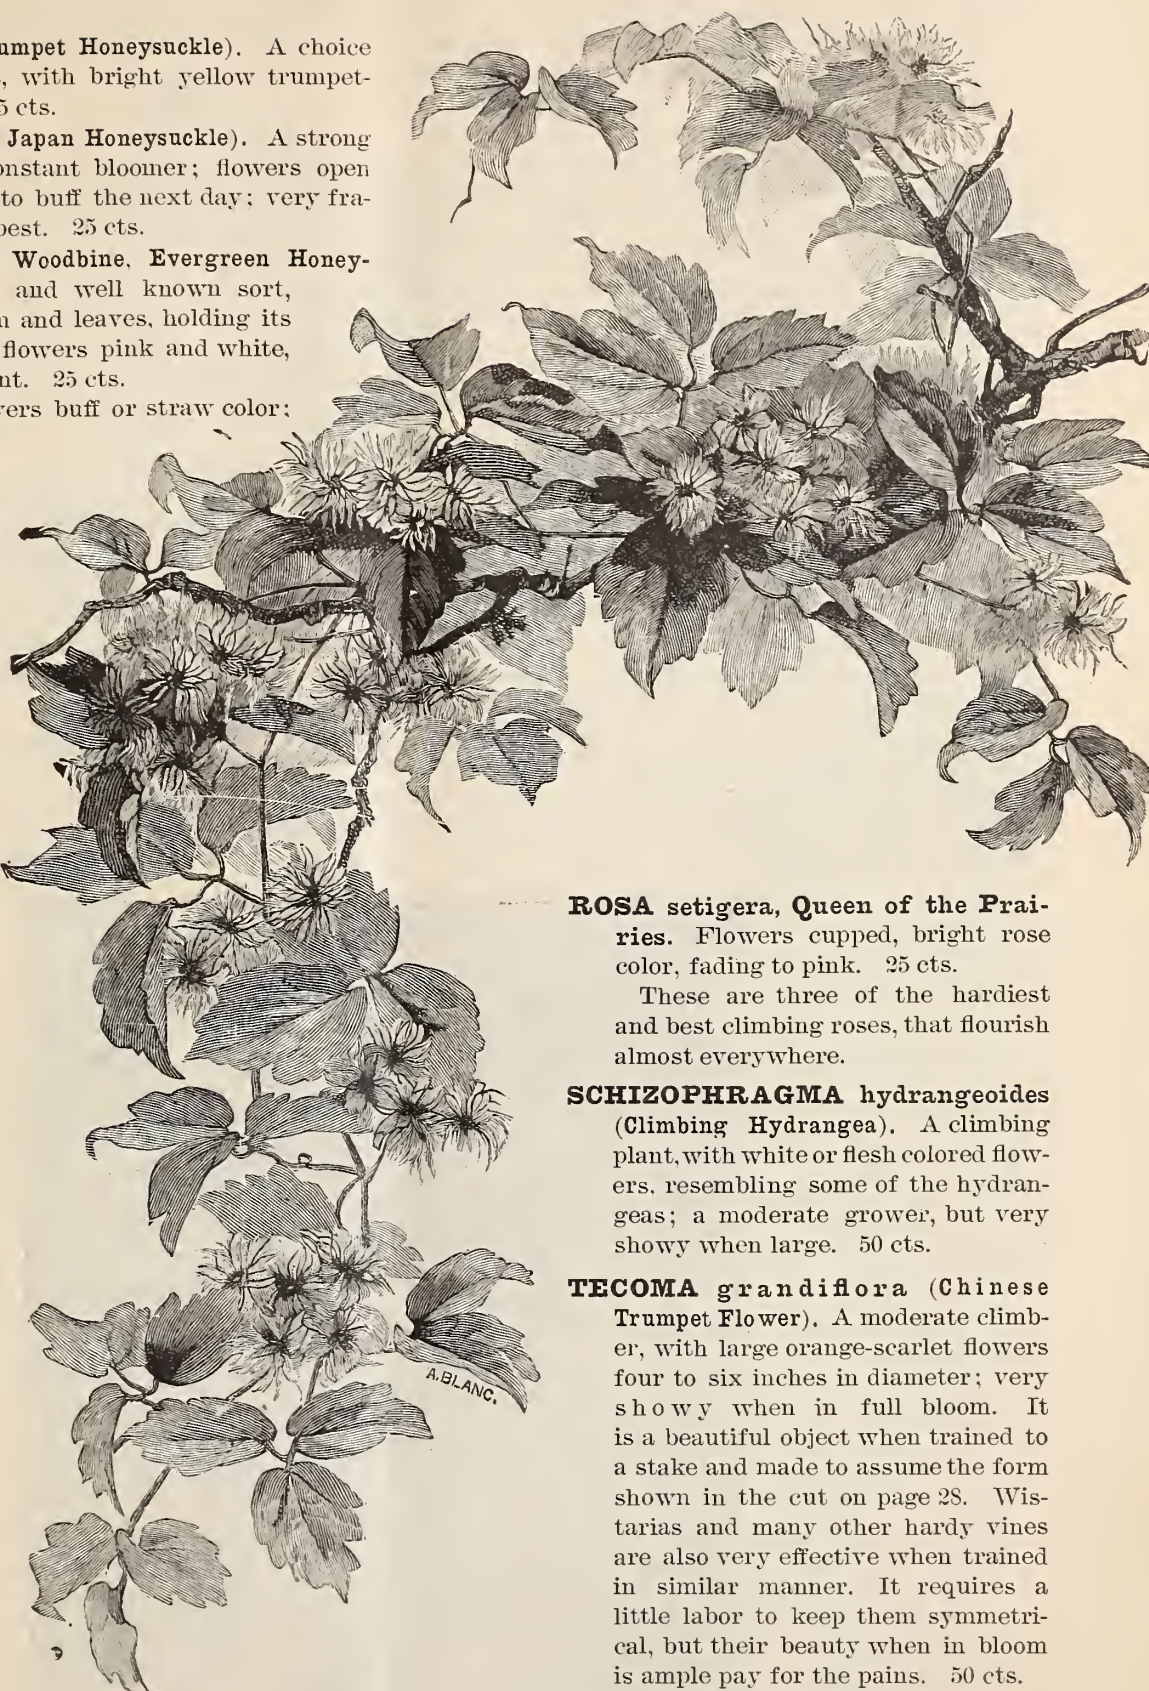 umpet Honeysuckle). A choice
, with bright yellow trumpet-
5 cts.
Japan Honeysuckle). A strong
onstant bloomer; flowers open
to buff the next day; very fra-
best. 25 cts.
Woodbine, Evergreen Honey-
and well known sort,
and leaves, holding its
flowers pink and white,
nt. 25 cts.
ers buff or straw color;
A. BLANC.
ROSA setigera, Queen of the Prai-
ries. Flowers cupped, bright rose
color, fading to pink. 25 cts.
These are three of the hardiest
and best climbing roses, that flourish
almost everywhere.
SCHIZOPHRAGMA hydrangeoides
(Climbing Hydrangea). A climbing
plant, with white or flesh colored flow-
ers, resembling some of the hydran-
geas; a moderate grower, but very
showy when large. 50 cts.
TECOMA grandiflora (Chinese
Trumpet Flower). A moderate climb-
er, with large orange-scarlet flowers
four to six inches in diameter; very
showy when in full bloom. It
is a beautiful object when trained to
a stake and made to assume the form
shown in the cut on page 28. Wis-
tarias and many other hardy vines
are also very effective when trained
in similar manner. It requires a
little labor to keep them symmetri-
cal, but their beauty when in bloom
is ample pay for the pains. 50 cts.